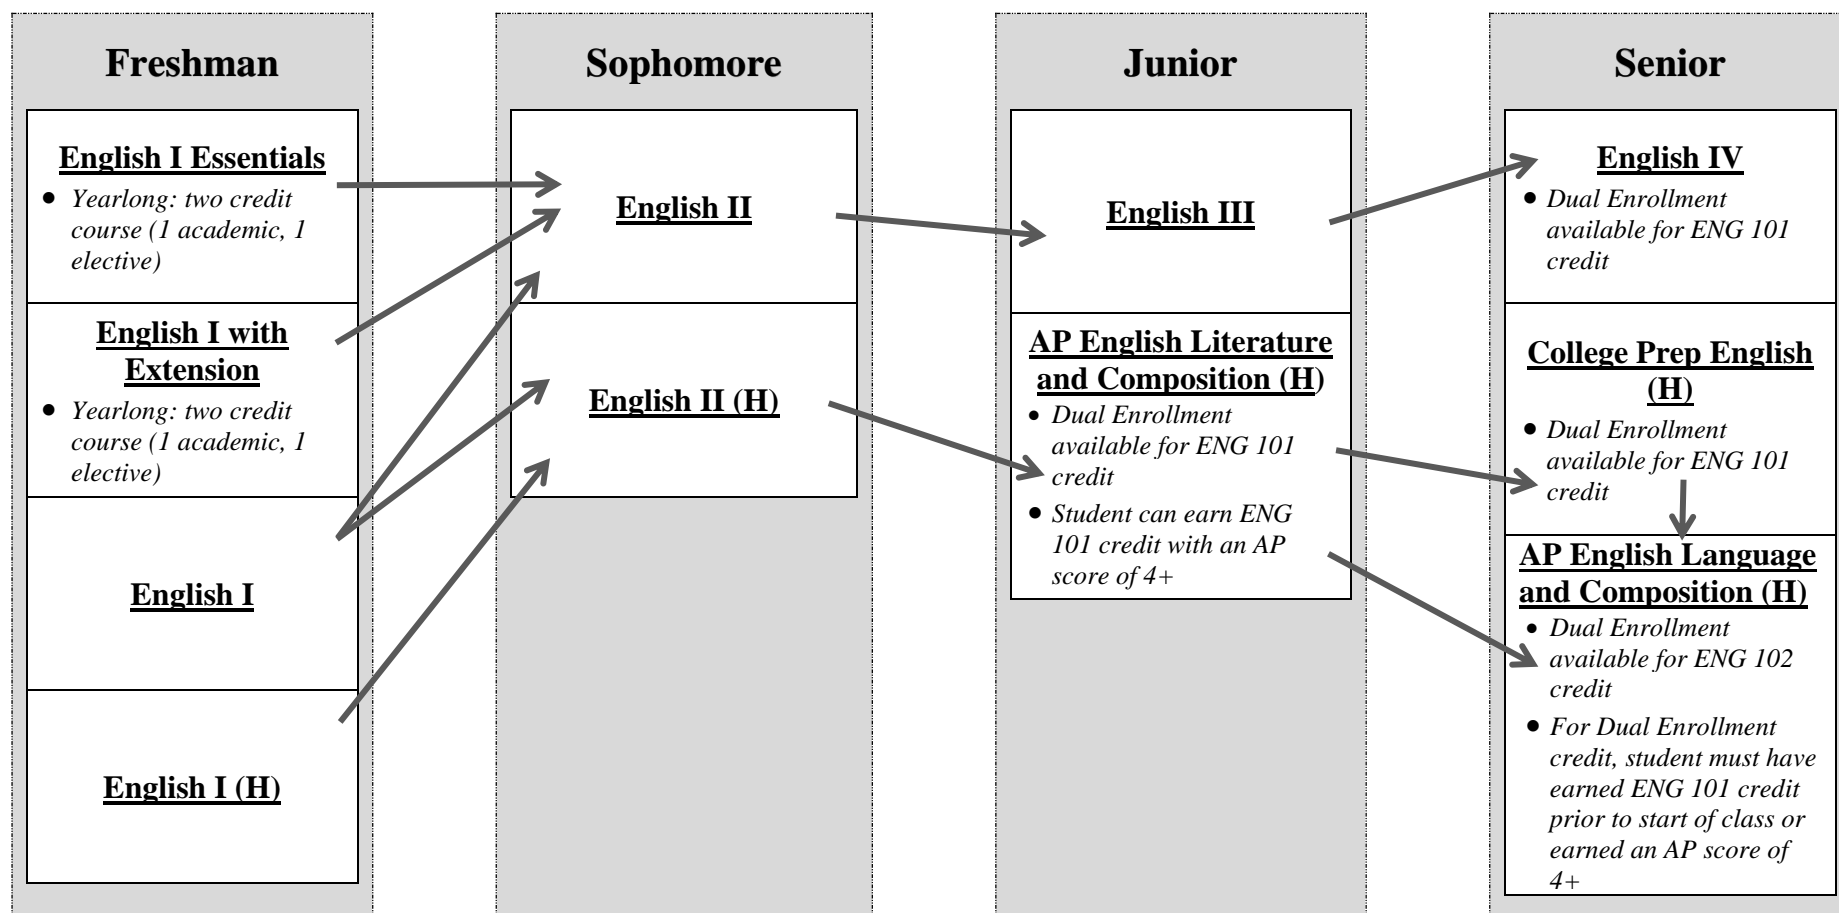 Freshman
English I Essentials
• Yearlong: two credit
course (1 academic, 1
elective)
English I with
Extension
• Yearlong: two credit
course (1 academic, 1
elective)
English I
English I (H)
Sophomore
English II
English II (H)
Junior
English III
AP English Literature
and Composition (H)
• Dual Enrollment
available for ENG 101
credit
• Student can earn ENG
101 credit with an AP
score of 4+
Senior
English IV
• Dual Enrollment
available for ENG 101
credit
College Prep English
(H)
• Dual Enrollment
available for ENG 101
credit
AP English Language
and Composition (H)
• Dual Enrollment
available for ENG 102
credit
• For Dual Enrollment
credit, student must have
earned ENG 101 credit
prior to start of class or
earned an AP score of
4+